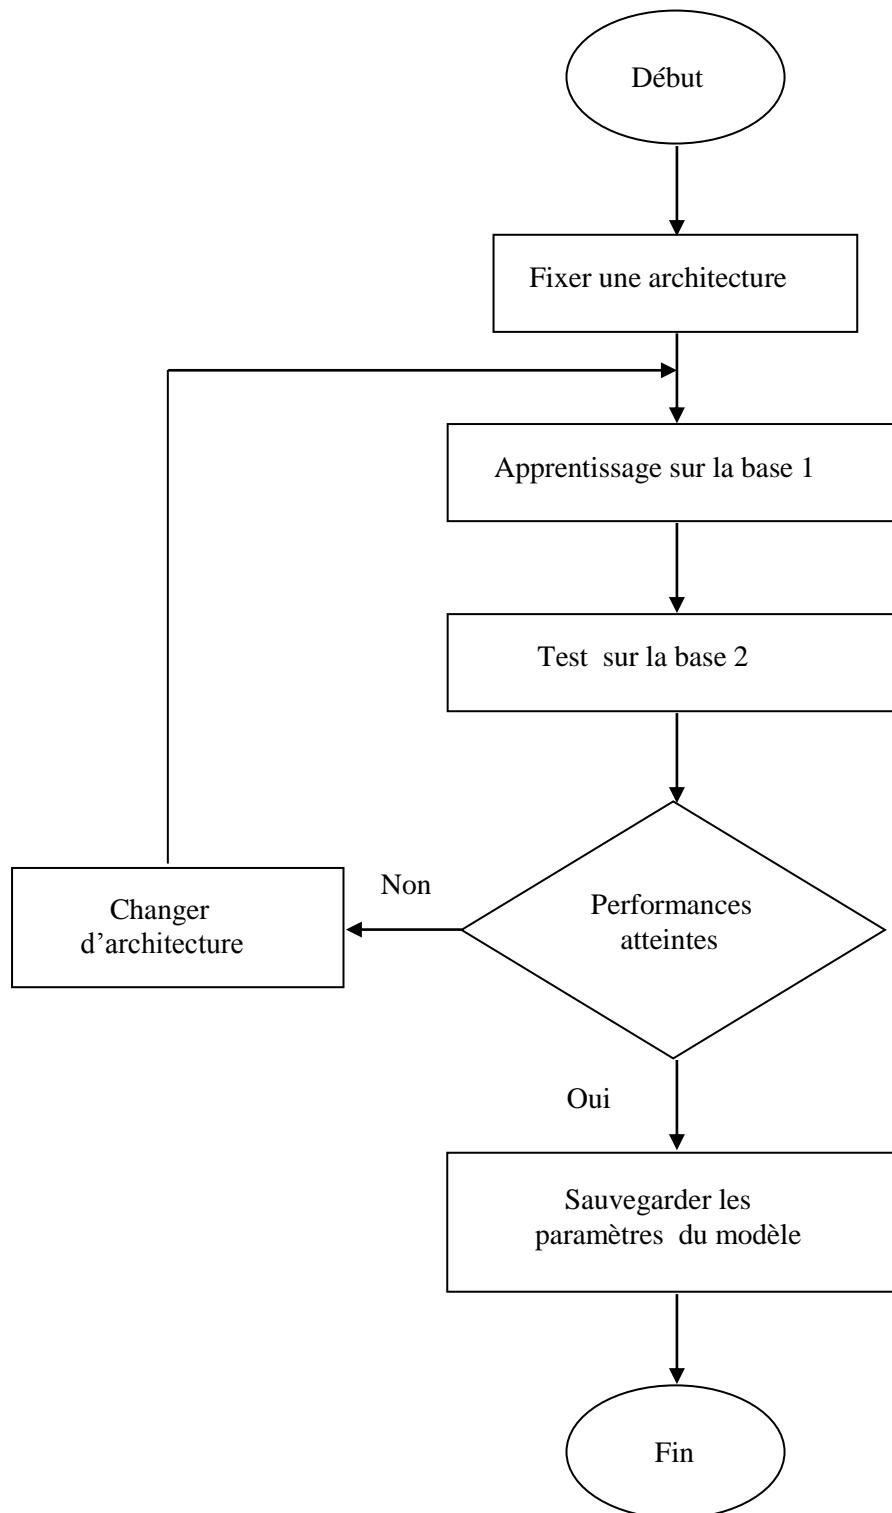 Début
Fixer une architecture
Apprentissage sur la base 1
Test  sur la base 2
Performances
atteintes
Non
Changer
d’architecture
Oui
Sauvegarder les
paramètres  du modèle
Fin